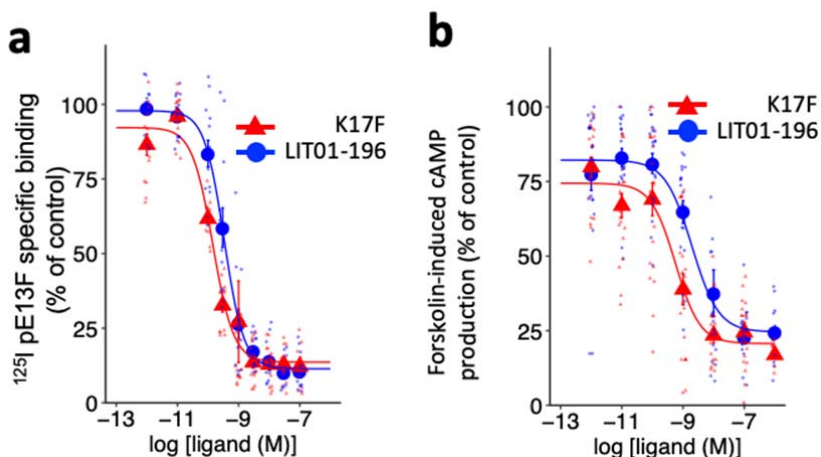 a
¹²⁵I pE13F specific binding
(% of control)
100
75
50
25
0
K17F
LIT01-196
−13
−11
−9
−7
log [ligand (M)]
b
Forskolin-induced cAMP
production (% of control)
100
75
50
25
0
K17F
LIT01-196
−13
−11
−9
−7
log [ligand (M)]